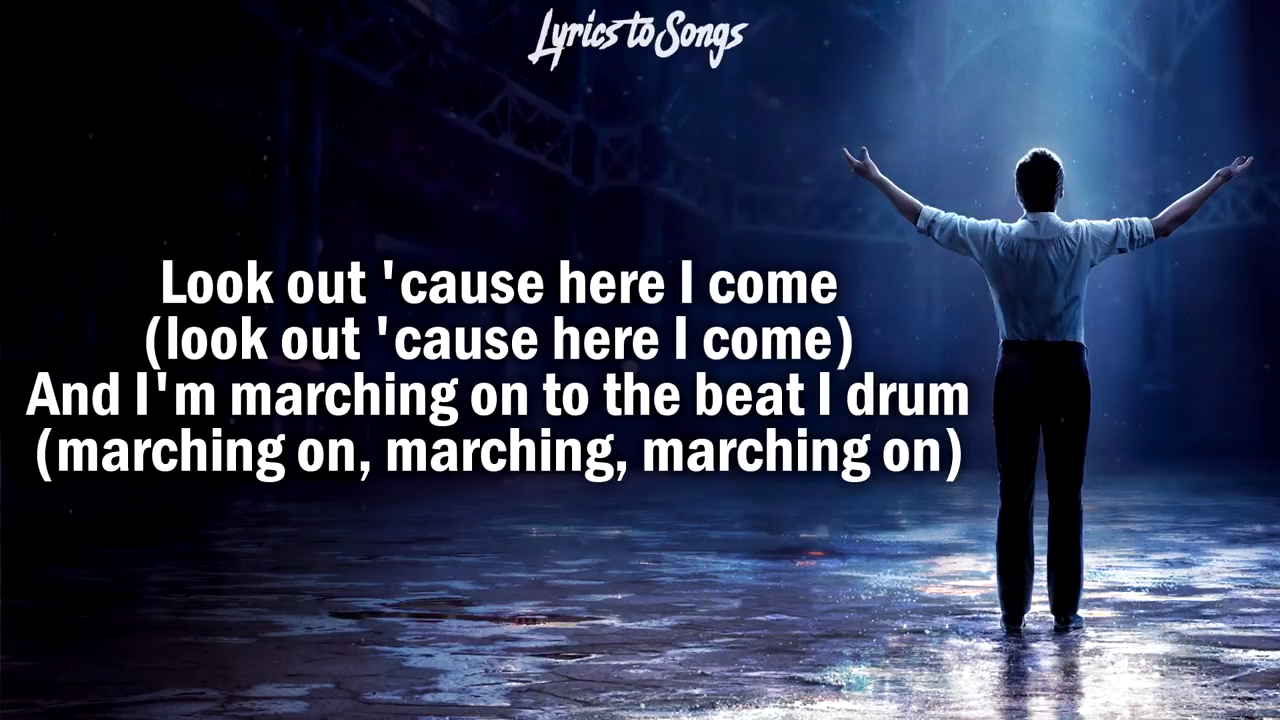 Lyrics to Songs
Look out 'cause here I come
(look out 'cause here I come)
And I'm marching on to the beat I drum
(marching on, marching, marching on)